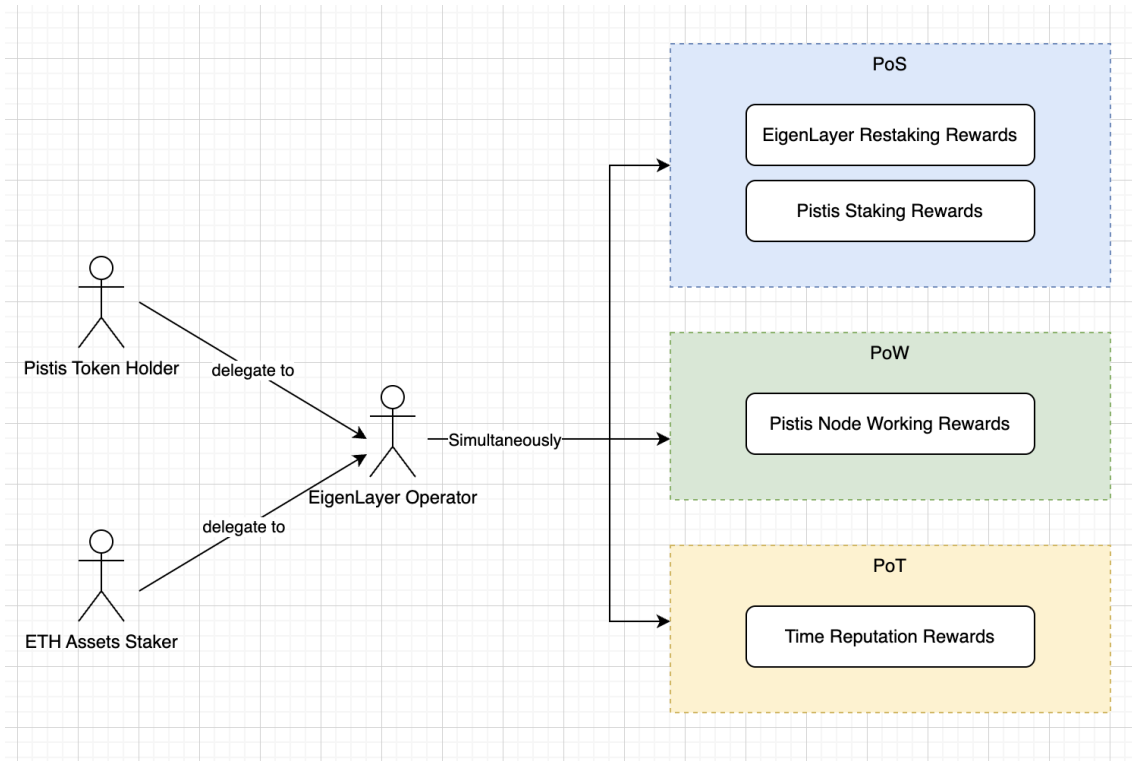 PoS
EigenLayer Restaking Rewards
Pistis Staking Rewards
Pistis Token Holder
delegate to
PoW
Pistis Node Working Rewards
Simultaneously
EigenLayer Operator
delegate to
ETH Assets Staker
PoT
Time Reputation Rewards